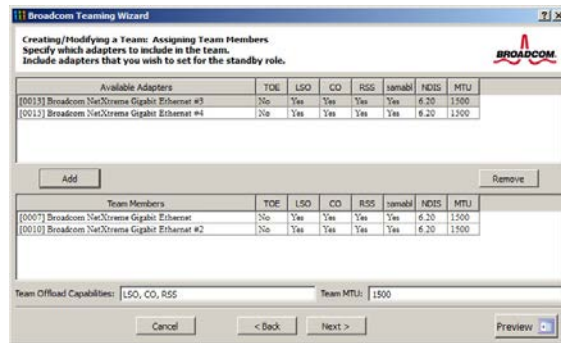 Broadcom Teaming Wizard
Creating/Modifying a Team: Assigning Team Members
Specify which adapters to include in the team.
Include adapters that you wish to set for the standby role.
BROADCOM.
Available Adapters TOE LSO CO RSS namabl NDIS MTU
[0013] Broadcom NetXtreme Gigabit Ethernet #3 No Yes Yes Yes Yes 6.20 1500
[0015] Broadcom NetXtreme Gigabit Ethernet #4 No Yes Yes Yes Yes 6.20 1500
Add Remove
Team Members TOE LSO CO RSS namabl NDIS MTU
[0007] Broadcom NetXtreme Gigabit Ethernet No Yes Yes Yes Yes 6.20 1500
[0010] Broadcom NetXtreme Gigabit Ethernet #2 No Yes Yes Yes Yes 6.20 1500
Team Offload Capabilities: LSO, CO, RSS Team MTU: 1500
Cancel < Back Next > Preview